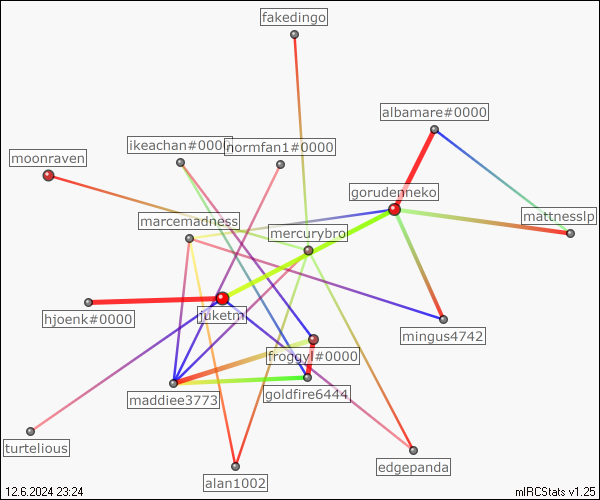 fakedingo
albamare#0000
ikeachan#0000
normfan1#0000
moonraven
gorudenneko
marcemadness
mattnesslp
mercurybro
juketm
hjoenk#0000
mingus4742
froggyl#0000
goldfire6444
maddiee3773
turtelious
edgepanda
alan1002
12.6.2024 23:24
mIRCStats v1.25